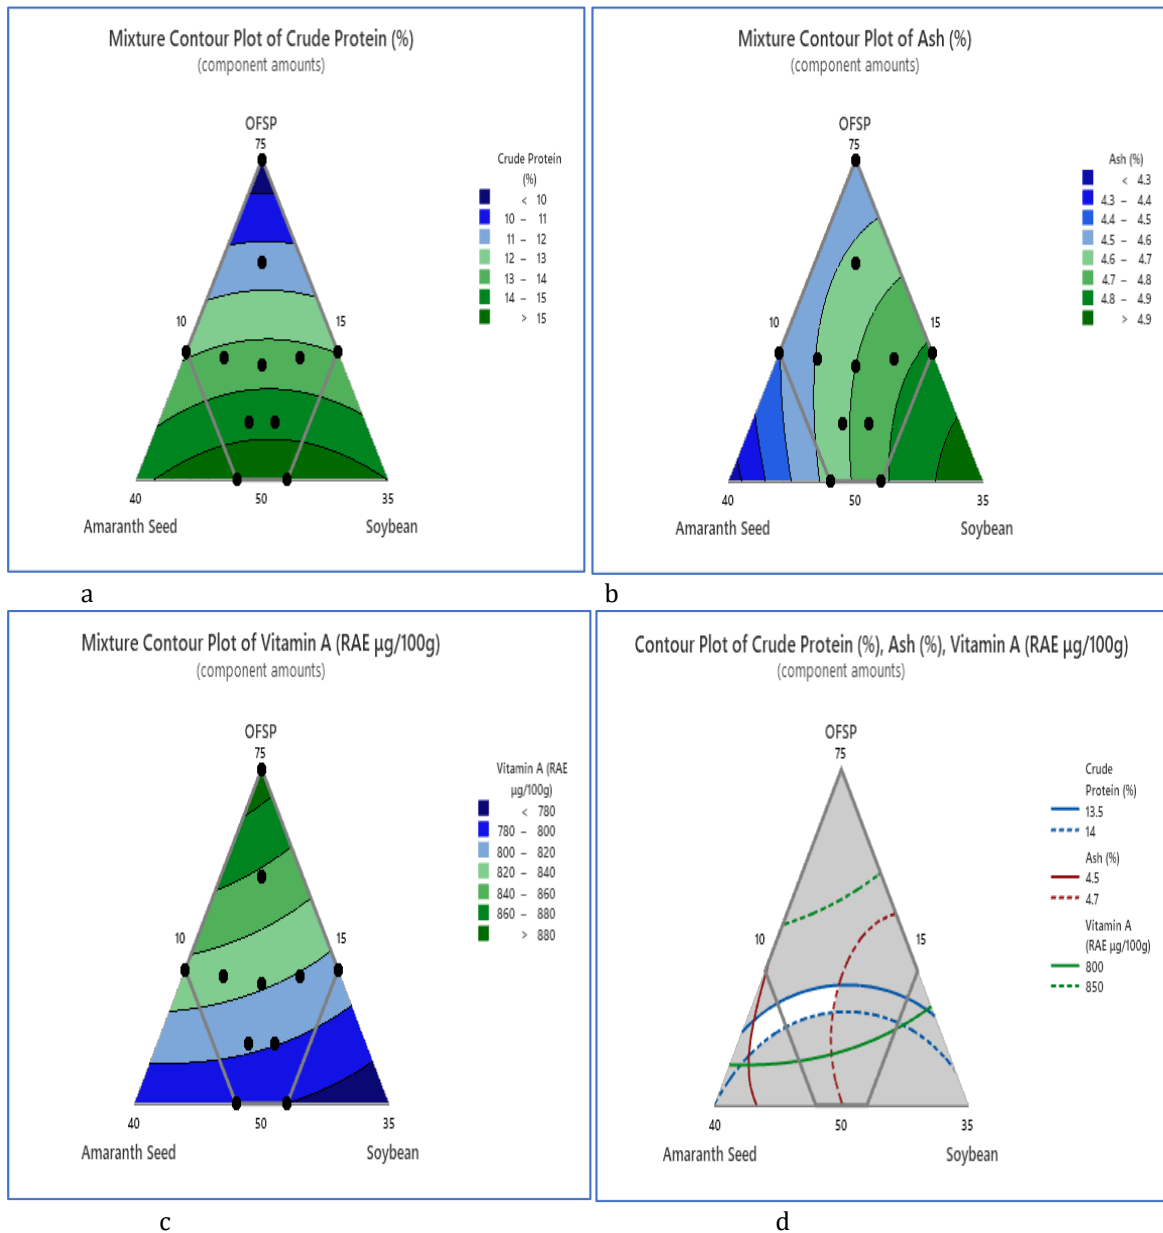 Mixture Contour Plot of Crude Protein (%)
(component amounts)
OFSP
75
Crude Protein
(%)
< 10
10 – 11
11 – 12
12 – 13
13 – 14
14 – 15
> 15
10
15
40
50
35
Amaranth Seed
Soybean
a
Mixture Contour Plot of Ash (%)
(component amounts)
OFSP
75
Ash (%)
< 4.3
4.3 – 4.4
4.4 – 4.5
4.5 – 4.6
4.6 – 4.7
4.7 – 4.8
4.8 – 4.9
> 4.9
10
15
40
50
35
Amaranth Seed
Soybean
b
Mixture Contour Plot of Vitamin A (RAE µg/100g)
(component amounts)
OFSP
75
Vitamin A (RAE
µg/100g)
< 780
780 – 800
800 – 820
820 – 840
840 – 860
860 – 880
> 880
10
15
40
50
35
Amaranth Seed
Soybean
c
Contour Plot of Crude Protein (%), Ash (%), Vitamin A (RAE µg/100g)
(component amounts)
OFSP
75
Crude
Protein (%)
13.5
14
Ash (%)
4.5
4.7
Vitamin A
(RAE µg/100g)
800
850
10
15
40
50
35
Amaranth Seed
Soybean
d